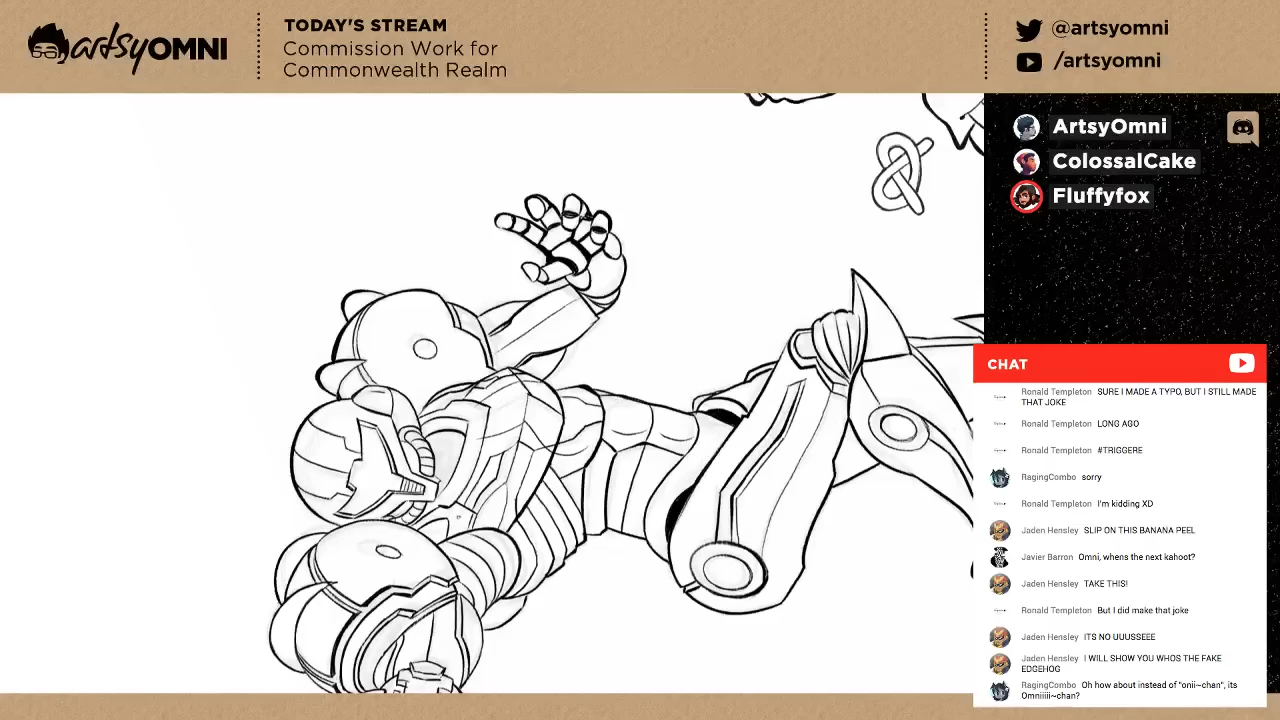 artsyOMNI
TODAY'S STREAM
Commission Work for
Commonwealth Realm
@artsyomni
/artsyomni
ArtsyOmni
ColossalCake
Fluffyfox
CHAT
Ronald Templeton SURE I MADE A TYPO, BUT I STILL MADE
THAT JOKE
Ronald Templeton LONG AGO
Ronald Templeton #TRIGGERE
RagingCombo sorry
Ronald Templeton I'm kidding XD
Jaden Hensley SLIP ON THIS BANANA PEEL
Javier Barron Omni, whens the next kahoot?
Jaden Hensley TAKE THIS!
Ronald Templeton But I did make that joke
Jaden Hensley ITS NO UUUSSEEE
Jaden Hensley I WILL SHOW YOU WHOS THE FAKE
EDGEHOG
RagingCombo Oh how about instead of "onii~chan", its
Omniiiii~chan?